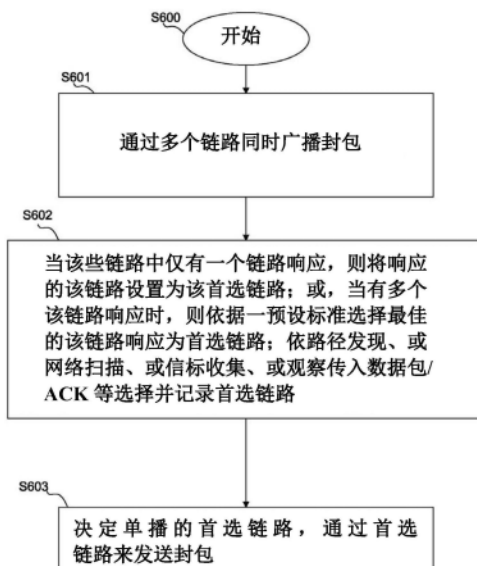 S600
开始
S601
通过多个链路同时广播封包
S602
当该些链路中仅有一个链路响应，则将响应
的该链路设置为该首选链路；或，当有多个
该链路响应时，则依据一预设标准选择最佳
的该链路响应为首选链路；依路径发现、或
网络扫描、或信标收集、或观察传入数据包/
ACK 等选择并记录首选链路
S603
决定单播的首选链路，通过首选
链路来发送封包